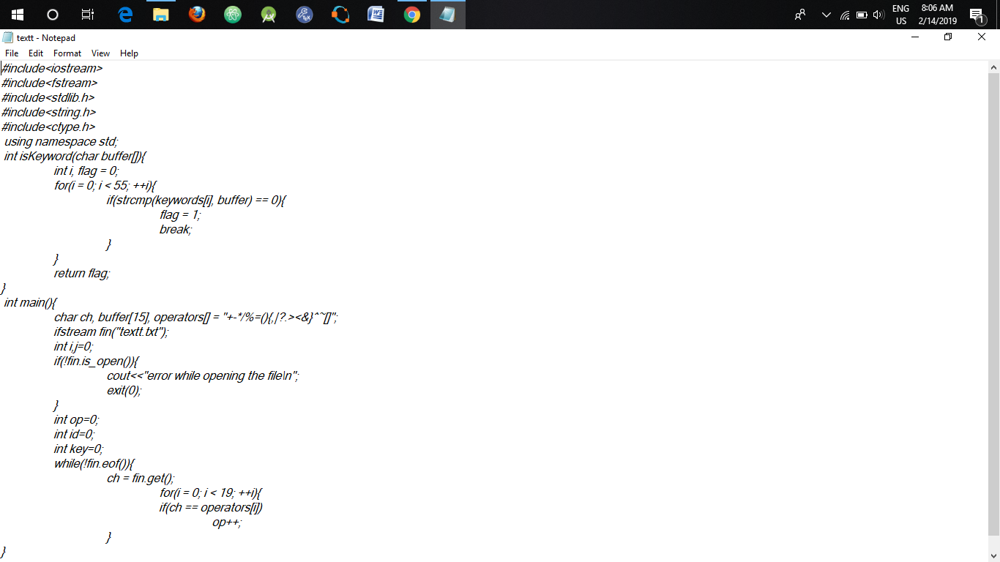 ENG
8:06 AM
US
2/14/2019
1
textt - Notepad
File Edit Format View Help
#include<iostream>
#include<fstream>
#include<stdlib.h>
#include<string.h>
#include<ctype.h>
using namespace std;
int isKeyword(char buffer[]){
int i, flag = 0;
for(i = 0; i < 55; ++i){
if(strcmp(keywords[i], buffer) == 0){
flag = 1;
break;
}
}
return flag;
}
int main(){
char ch, buffer[15], operators[] = "+-*/%=(){,|?.><&}^~[]";
ifstream fin("textt.txt");
int i,j=0;
if(!fin.is_open()){
cout<<"error while opening the file\n";
exit(0);
}
int op=0;
int id=0;
int key=0;
while(!fin.eof()){
ch = fin.get();
for(i = 0; i < 19; ++i){
if(ch == operators[i])
op++;
}
}